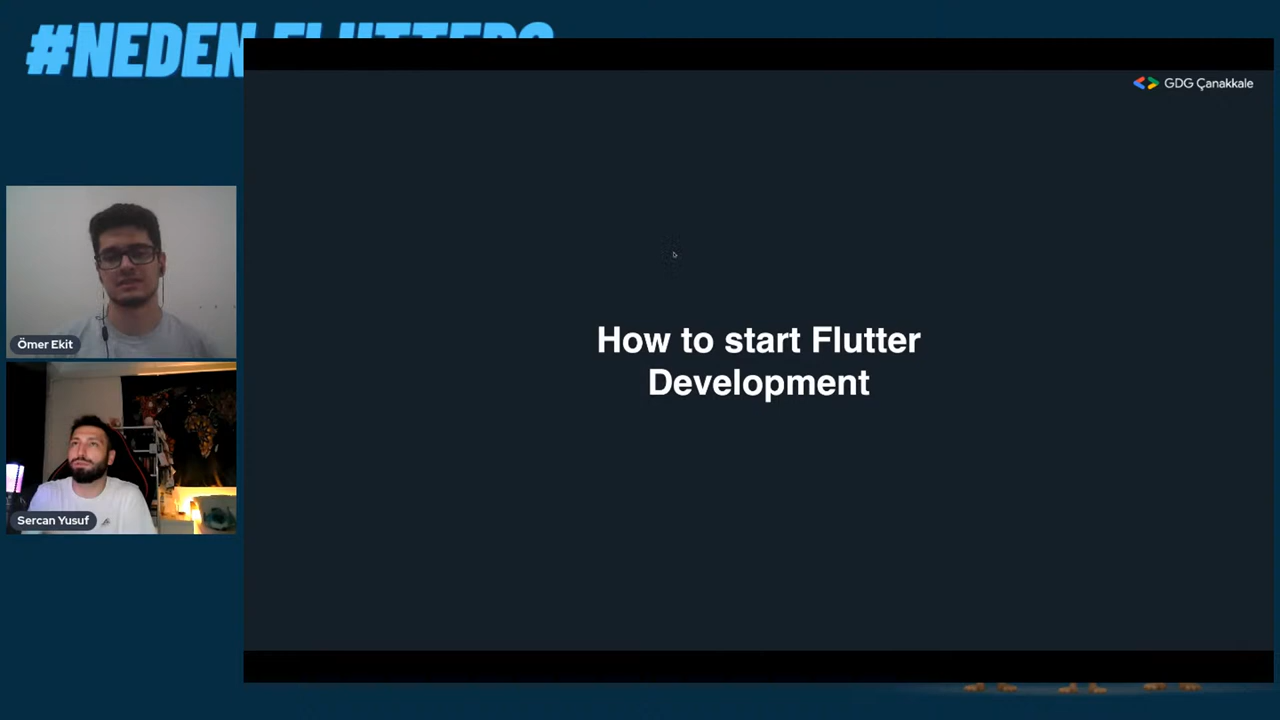 #NEDEN
GDG Çanakkale
How to start Flutter
Development
Ömer Ekit
Sercan Yusuf